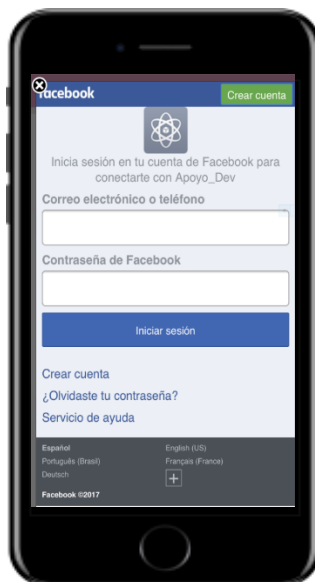 facebook
Crear cuenta
Inicia sesión en tu cuenta de Facebook para
conectarte con Apoyo_Dev
Correo electrónico o teléfono
Contraseña de Facebook
Iniciar sesión
Crear cuenta
¿Olvidaste tu contraseña?
Servicio de ayuda
Español
English (US)
Português (Brasil)
Français (France)
Deutsch
Facebook ©2017